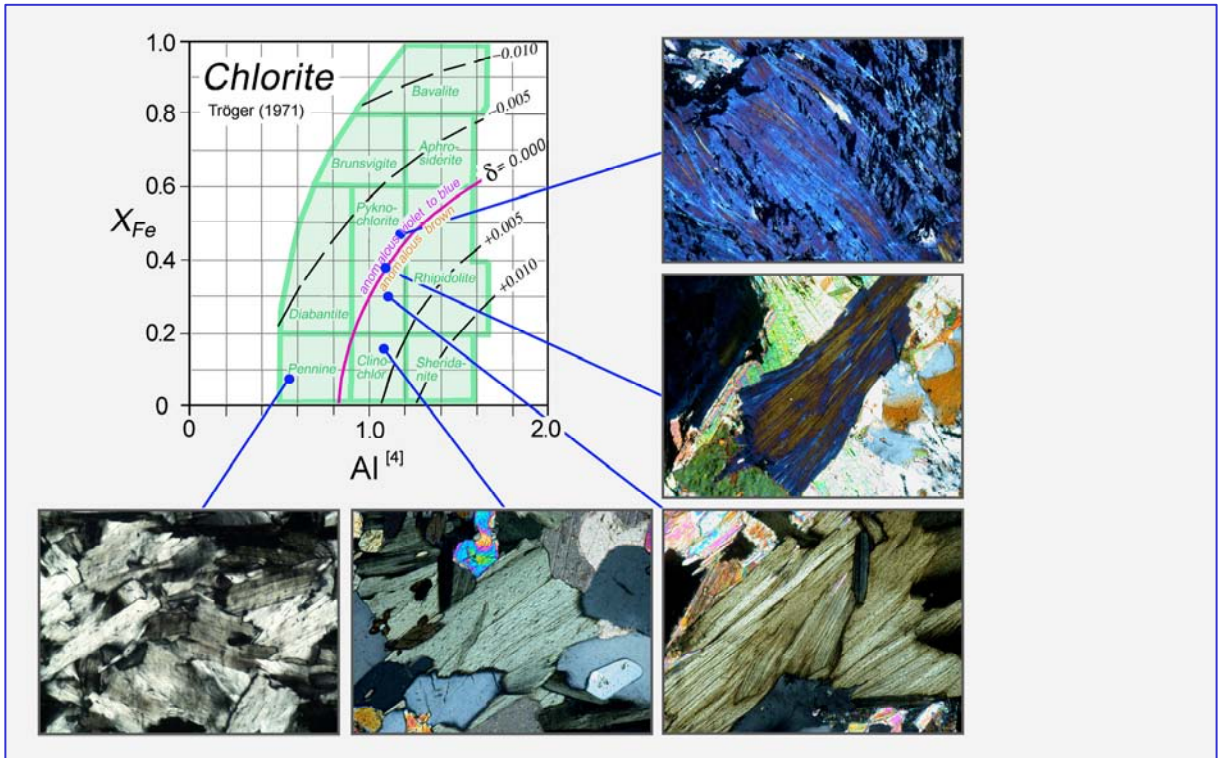 Chlorite
Tröger (1971)
1.0
0.8
0.6
0.4
0.2
0
X Fe
0
1.0
2.0
Al [4]
–0.010
Bavalite
–0.005
Aphro-
siderite
Brunsvigite
δ= 0.000
Pykno-
chlorite
anomalous violet to blue
anomalous brown
+0.005
Rhipidolite
+0.010
Diabantite
Pennine
Clino-
chlor
Sherida-
nite